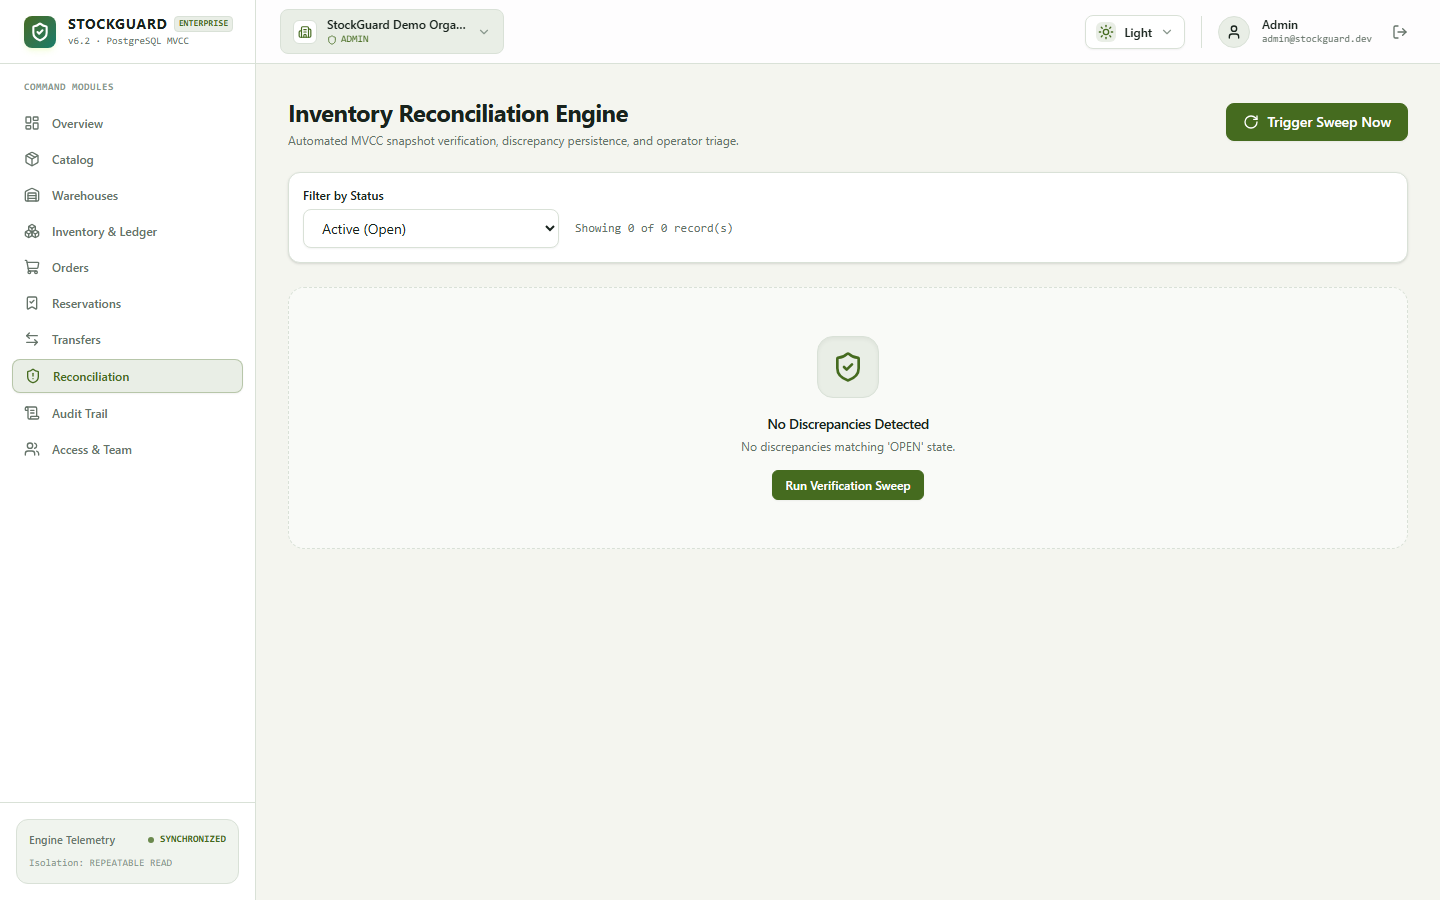 STOCKGUARD ENTERPRISE
v6.2 · PostgreSQL MVCC
COMMAND MODULES
Overview
Catalog
Warehouses
Inventory & Ledger
Orders
Reservations
Transfers
Reconciliation
Audit Trail
Access & Team
Engine Telemetry SYNCHRONIZED
Isolation: REPEATABLE READ
StockGuard Demo Orga...
ADMIN
Light
Admin
admin@stockguard.dev
Inventory Reconciliation Engine
Automated MVCC snapshot verification, discrepancy persistence, and operator triage.
Trigger Sweep Now
Filter by Status
Active (Open)
Showing 0 of 0 record(s)
No Discrepancies Detected
No discrepancies matching 'OPEN' state.
Run Verification Sweep